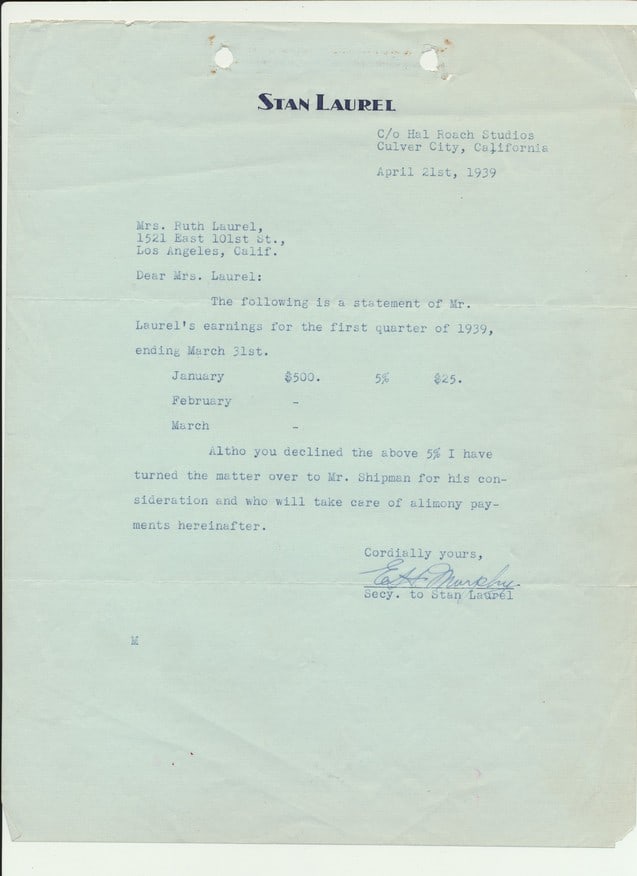 STAN LAUREL
C/o Hal Roach Studios
Culver City, California
April 21st, 1939
Mrs. Ruth Laurel,
1521 East 101st St.,
Los Angeles, Calif.
Dear Mrs. Laurel:
The following is a statement of Mr.
Laurel's earnings for the first quarter of 1939,
ending March 31st.
January $500. 5% $25.
February -
March -
Altho you declined the above 5% I have
turned the matter over to Mr. Shipman for his con-
sideration and who will take care of alimony pay-
ments hereinafter.
Cordially yours,
E.H. Murphy
Secy. to Stan Laurel
M